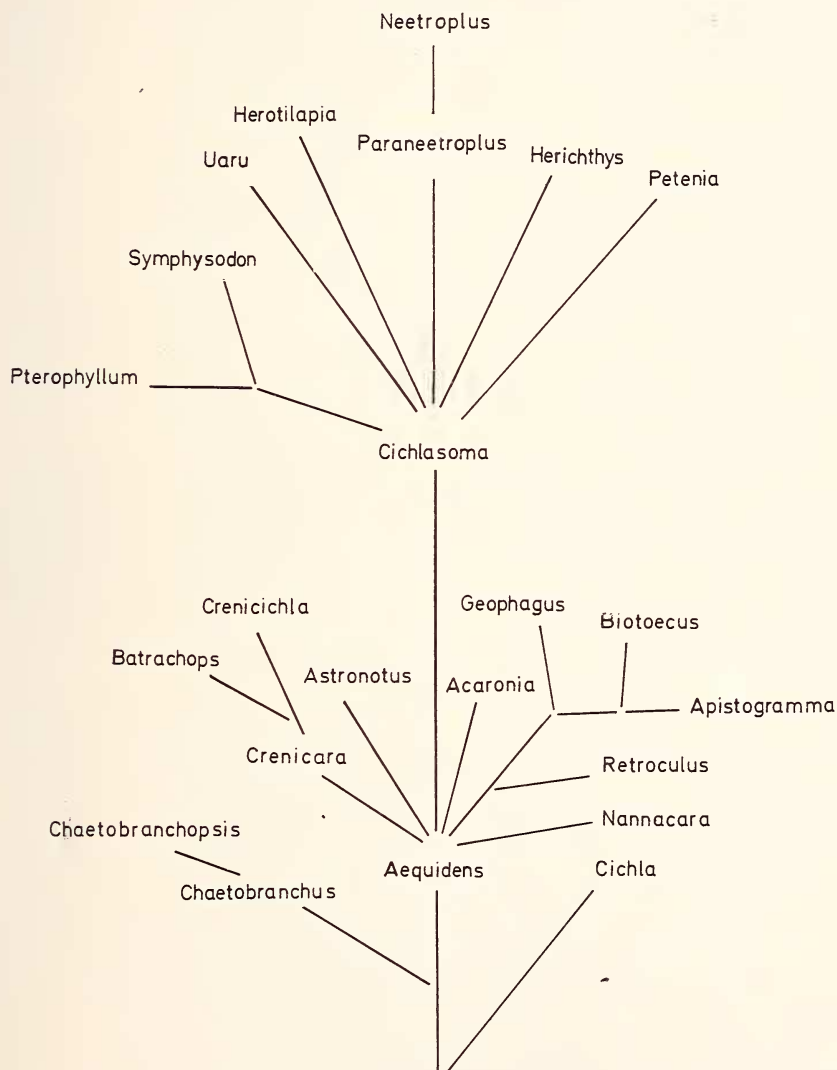 Neetroplus
Herotilapia
Paraneetroplus
Uaru
Herichthys
Petenia
Symphysodon
Pterophyllum
Cichlasoma
Crenicichla
Geophagus
Biotoecus
Batrachops
Astronotus
Acaronia
Apistogramma
Crenicara
Retroculus
Nannacara
Chaetobranchopsis
Aequidens
Cichla
Chaetobranchus